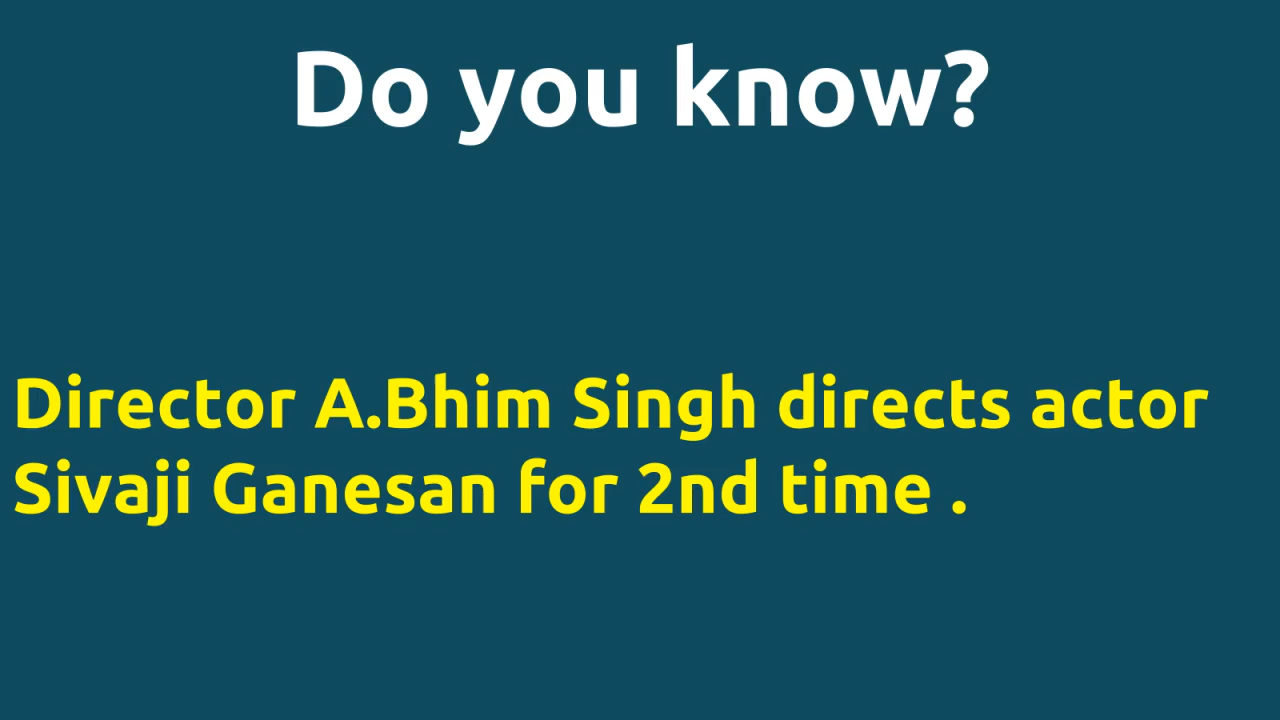 Do you know?
Director A.Bhim Singh directs actor
Sivaji Ganesan for 2nd time .